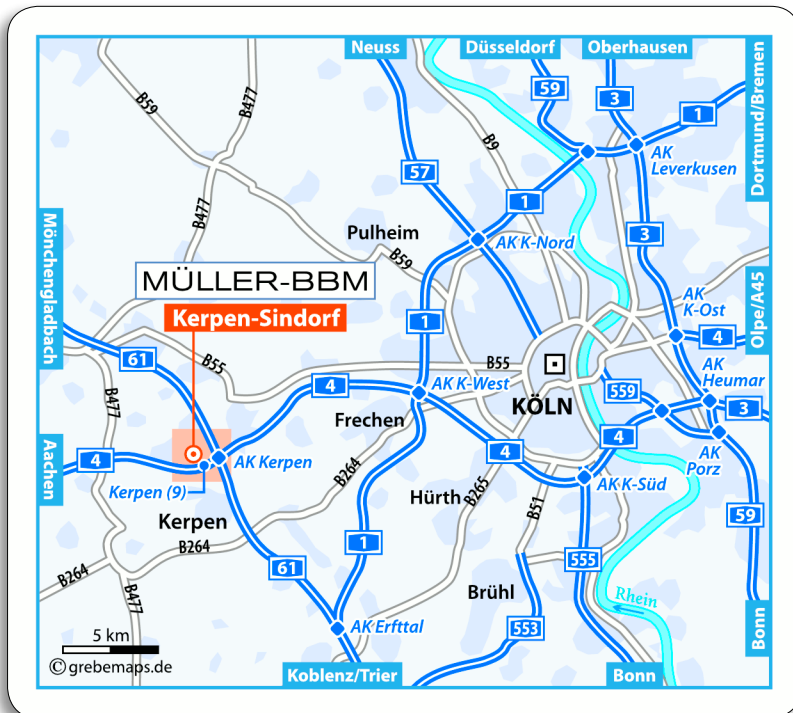 Neuss
Düsseldorf
Oberhausen
Dortmund/Bremen
59
3
1
B59
B477
B9
AK
Leverkusen
57
1
B477
Mönchengladbach
Pulheim
AK K-Nord
3
B59
MÜLLER-BBM
Kerpen-Sindorf
Olpe/A45
AK
K-Ost
1
4
61
B55
B55
AK
Heumar
4
AK K-West
559
KÖLN
3
B477
Frechen
4
Aachen
4
AK Kerpen
B264
4
AK
Porz
Kerpen (9)
Hürth
B265
AK K-Süd
B51
59
Kerpen
B264
1
555
61
B264
B477
Brühl
Rhein
553
AK Erfttal
Bonn
5 km
© grebemaps.de
Koblenz/Trier
Bonn